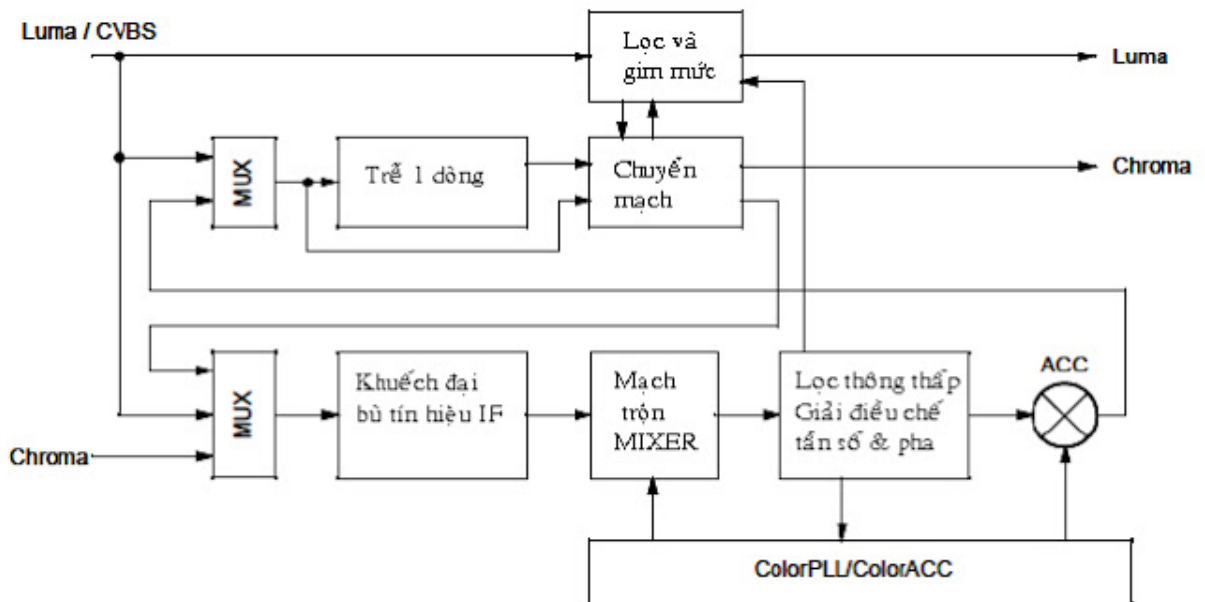 Luma / CVBS
Lọc và
gim mức
Luma
MUX
Trễ 1 dòng
Chuyển
mạch
Chroma
MUX
Khuếch đại
bù tín hiệu IF
Mạch
trộn
MIXER
Lọc thông thấp
Giải điều chế
tần số & pha
ACC
Chroma
ColorPLL/ColorACC